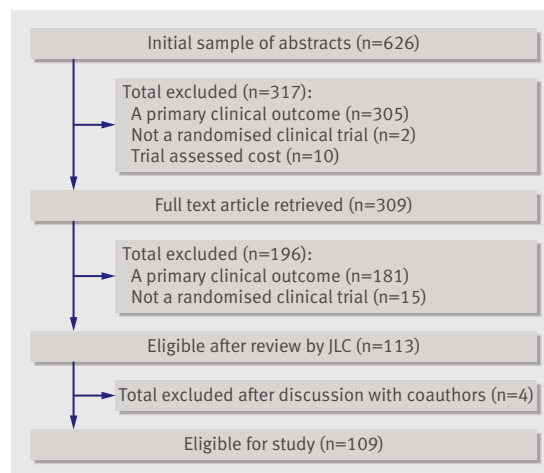 Initial sample of abstracts (n=626)
Total excluded (n=317):
A primary clinical outcome (n=305)
Not a randomised clinical trial (n=2)
Trial assessed cost (n=10)
Full text article retrieved (n=309)
Total excluded (n=196):
A primary clinical outcome (n=181)
Not a randomised clinical trial (n=15)
Eligible after review by JLC (n=113)
Total excluded after discussion with coauthors (n=4)
Eligible for study (n=109)